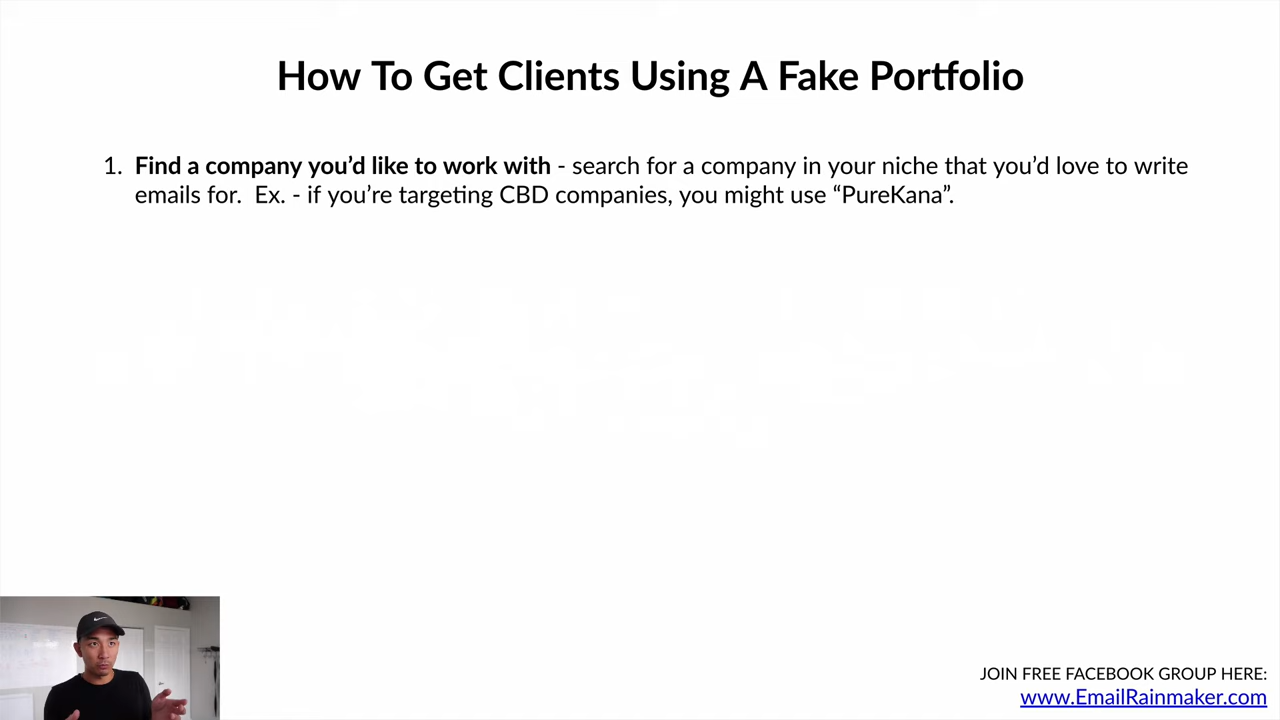 How To Get Clients Using A Fake Portfolio
1. Find a company you’d like to work with - search for a company in your niche that you’d love to write
emails for.  Ex. - if you’re targeting CBD companies, you might use “PureKana”.
JOIN FREE FACEBOOK GROUP HERE:
www.EmailRainmaker.com